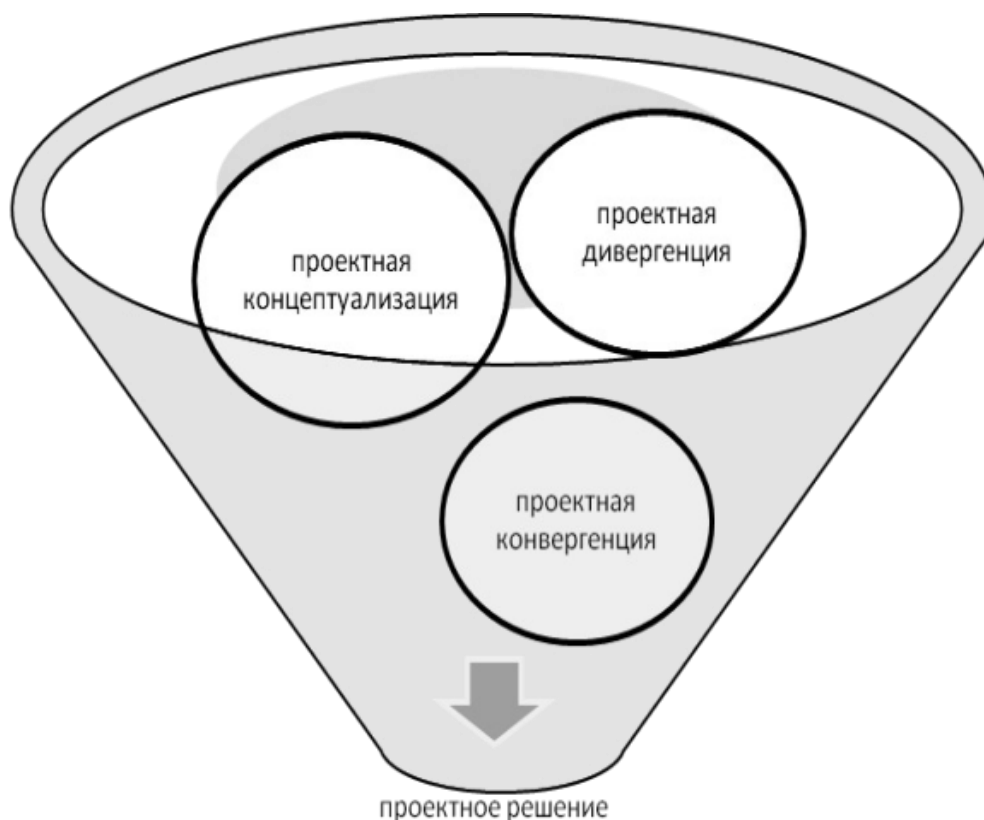 проектная
дивергенция
проектная
концептуализация
проектная
конвергенция
проектное решение